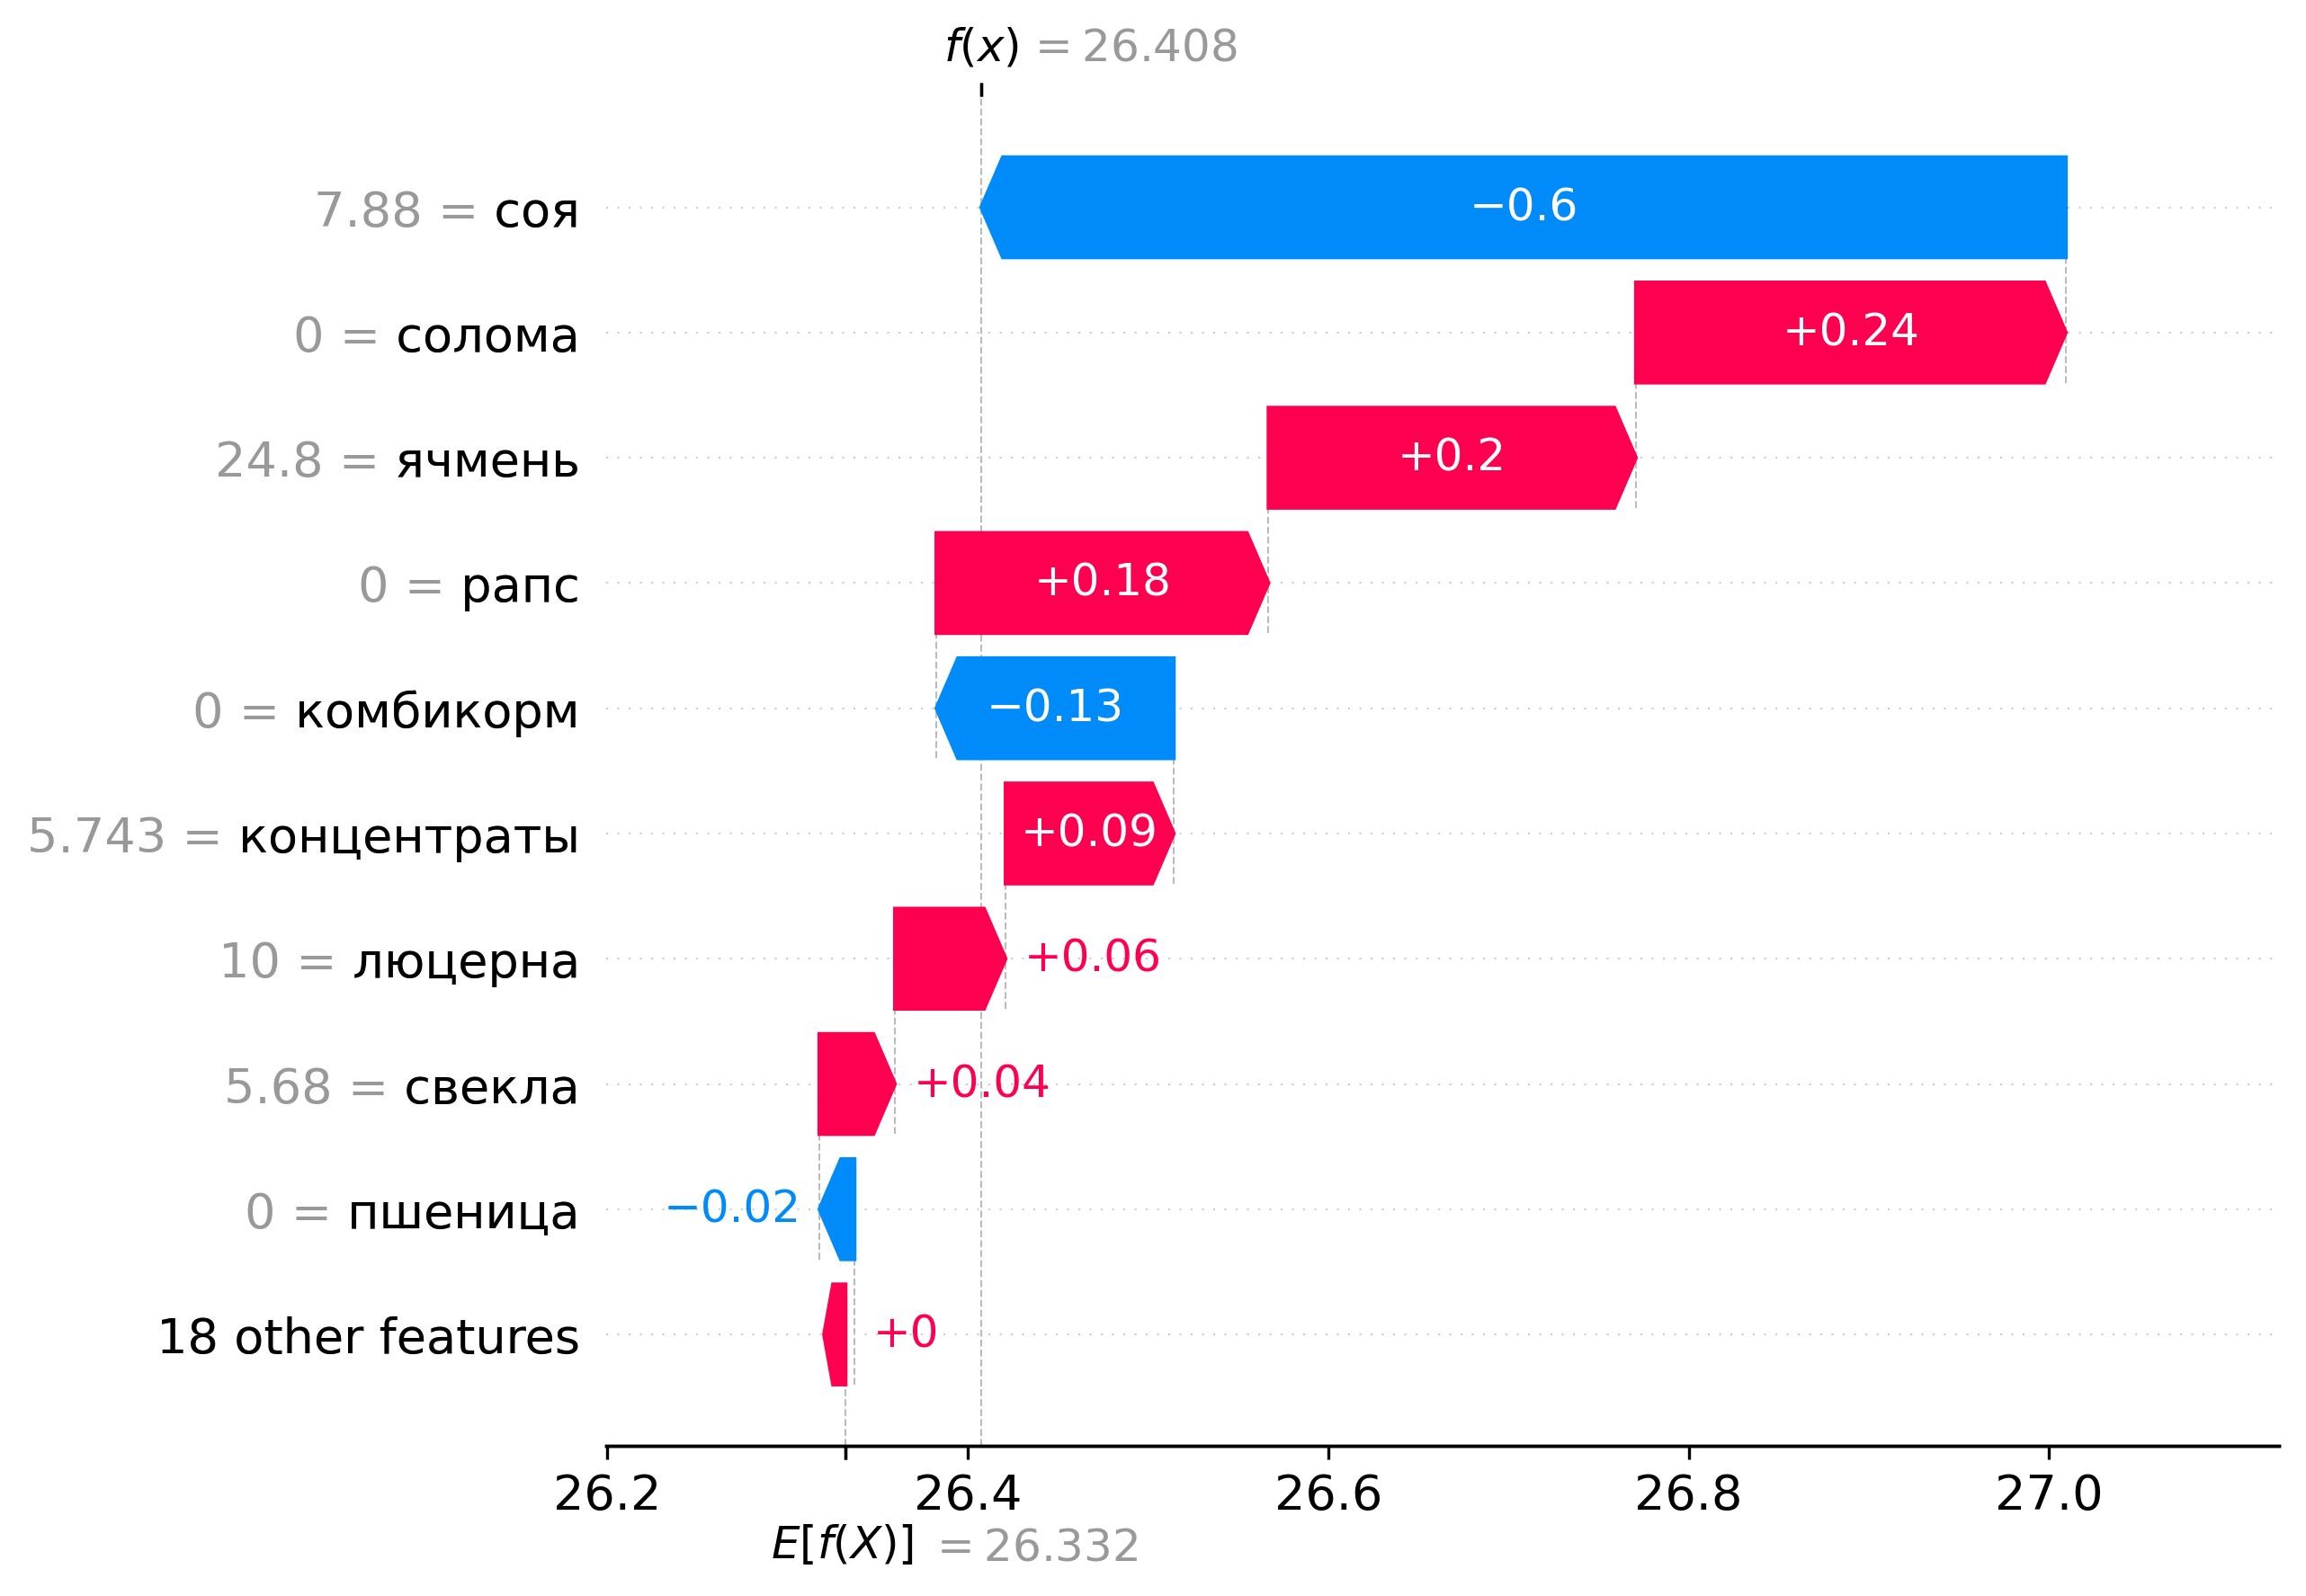 f(x) = 26.408
7.88 = соя
−0.6
0 = солома
+0.24
24.8 = ячмень
+0.2
0 = рапс
+0.18
0 = комбикорм
−0.13
5.743 = концентраты
+0.09
10 = люцерна
+0.06
5.68 = свекла
+0.04
0 = пшеница
−0.02
18 other features
+0
26.2 26.4 26.6 26.8 27.0
E[f(X)] = 26.332